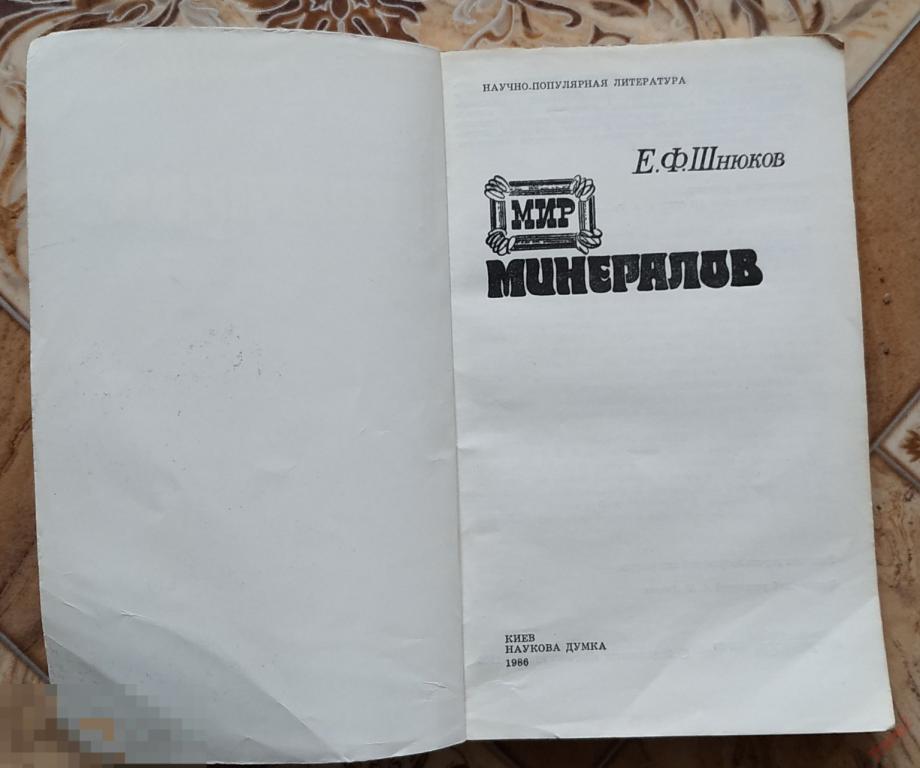 НАУЧНО-ПОПУЛЯРНАЯ ЛИТЕРАТУРА
Е.Ф.Шнюков
МИР
МИНЕРАЛОВ
КИЕВ
НАУКОВА ДУМКА
1986